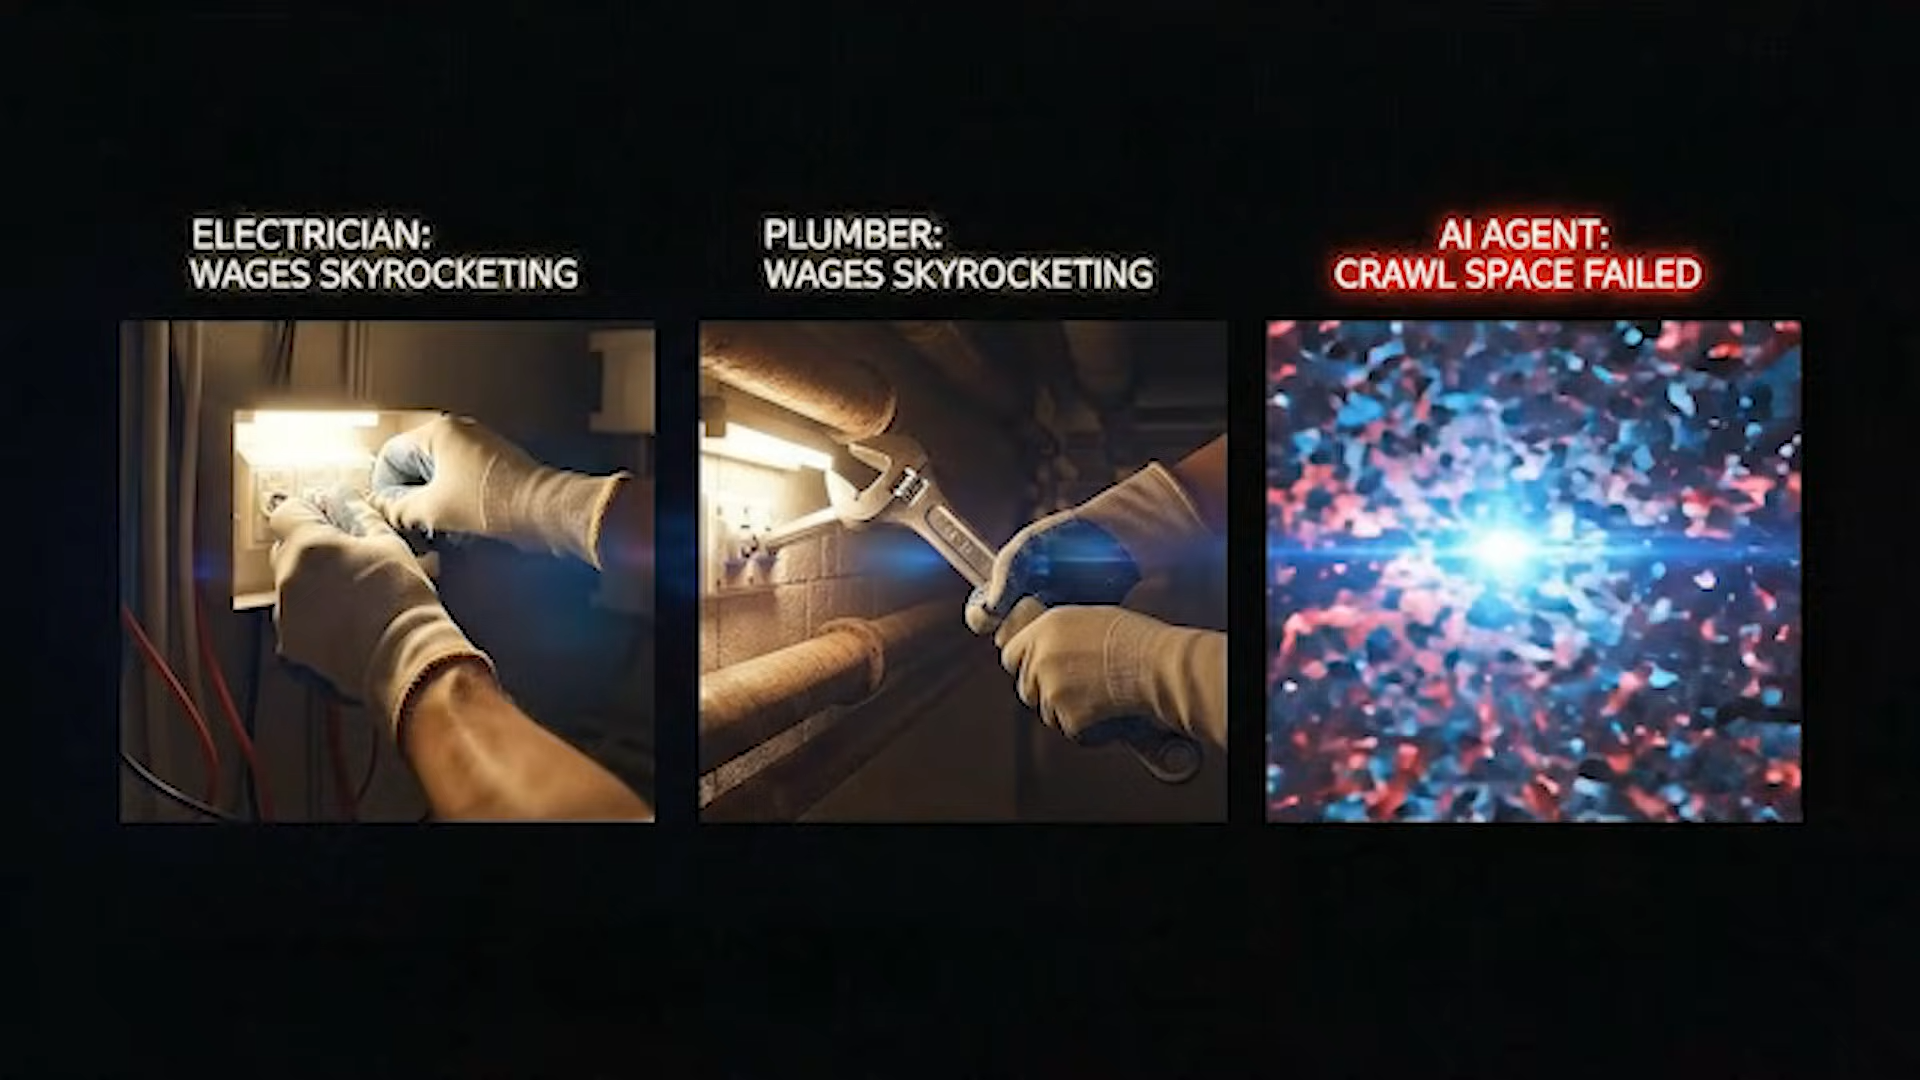 ELECTRICIAN:
WAGES SKYROCKETING
PLUMBER:
WAGES SKYROCKETING
AI AGENT:
CRAWL SPACE FAILED